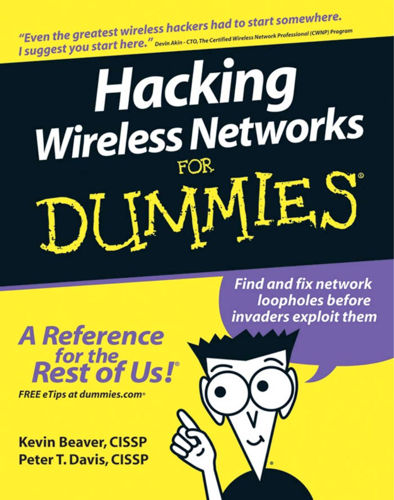 “Even the greatest wireless hackers had to start somewhere.
I suggest you start here.” Devin Akin - CTO, The Certified Wireless Network Professional (CWNP) Program
Hacking
Wireless Networks
FOR
DUMMIES®
Find and fix network
loopholes before
invaders exploit them
A Reference
for the
Rest of Us!®
FREE eTips at dummies.com®
Kevin Beaver, CISSP
Peter T. Davis, CISSP